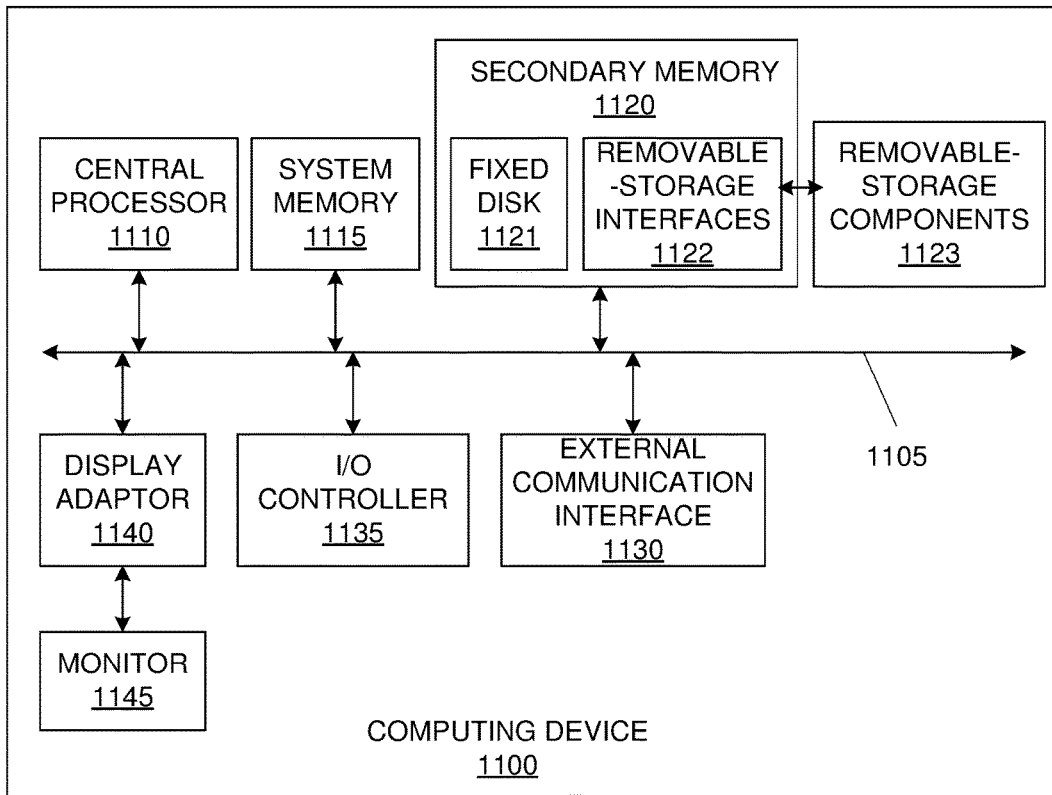 SECONDARY MEMORY
1120
CENTRAL
PROCESSOR
1110
SYSTEM
MEMORY
1115
FIXED
DISK
1121
REMOVABLE
-STORAGE
INTERFACES
1122
REMOVABLE-
STORAGE
COMPONENTS
1123
1105
DISPLAY
ADAPTOR
1140
I/O
CONTROLLER
1135
EXTERNAL
COMMUNICATION
INTERFACE
1130
MONITOR
1145
COMPUTING DEVICE
1100